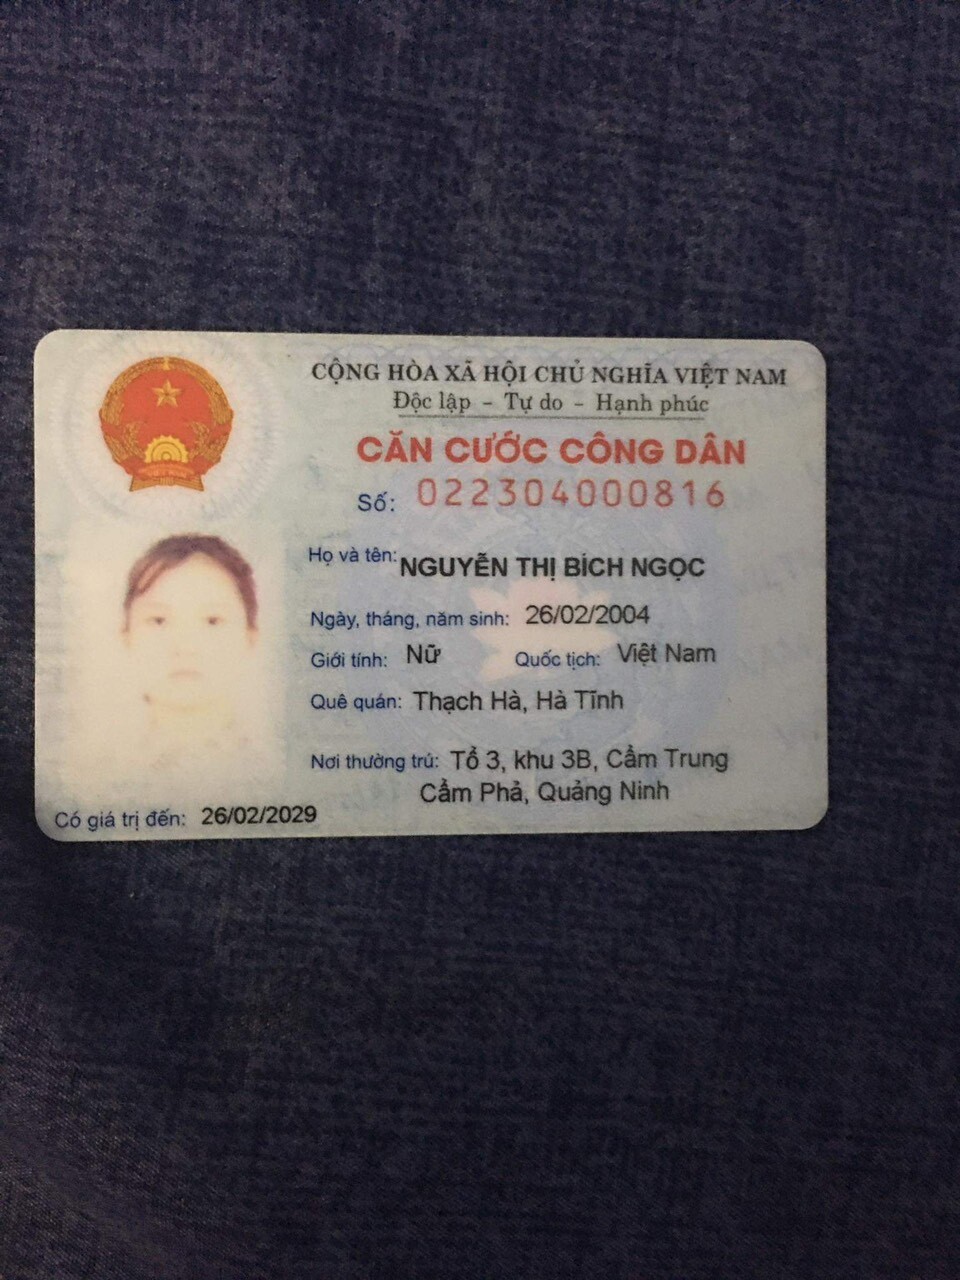 CỘNG HÒA XÃ HỘI CHỦ NGHĨA VIỆT NAM
Độc lập - Tự do - Hạnh phúc
CĂN CƯỚC CÔNG DÂN
Số: 022304000816
Họ và tên: NGUYỄN THỊ BÍCH NGỌC
Ngày, tháng, năm sinh: 26/02/2004
Giới tính: Nữ Quốc tịch: Việt Nam
Quê quán: Thạch Hà, Hà Tĩnh
Nơi thường trú: Tổ 3, khu 3B, Cẩm Trung
Cẩm Phả, Quảng Ninh
Có giá trị đến: 26/02/2029